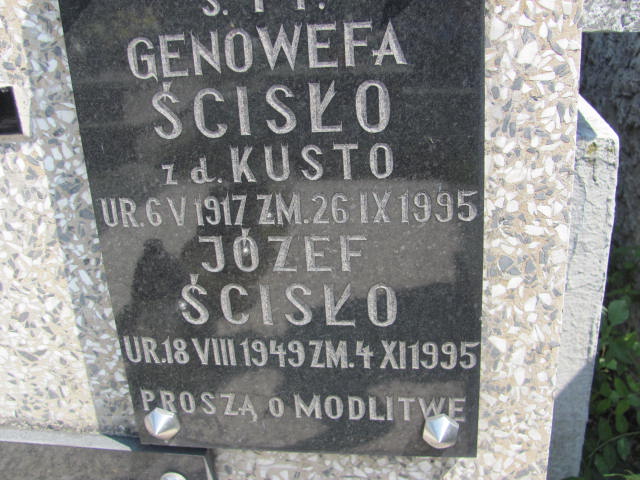 Ś. † P.
GENOWEFA
ŚCISŁO
z d. KUSTO
UR. 6 V 1917 ZM. 26 IX 1995
JÓZEF
ŚCISŁO
UR. 18 VIII 1949 ZM. 4 XI 1995
PROSZĄ O MODLITWĘ